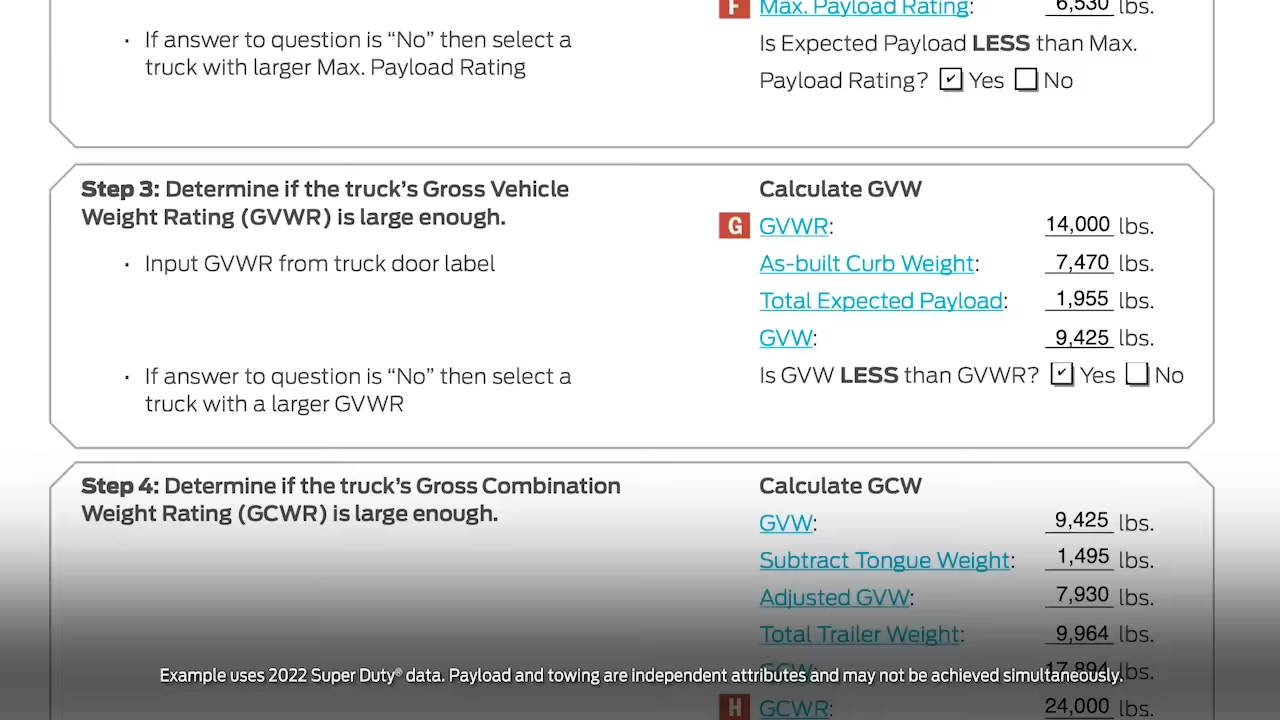 F Max. Payload Rating: 6,530 lbs.
· If answer to question is “No” then select a
truck with larger Max. Payload Rating
Is Expected Payload LESS than Max.
Payload Rating? ✓ Yes No
Step 3: Determine if the truck’s Gross Vehicle
Weight Rating (GVWR) is large enough.
· Input GVWR from truck door label
· If answer to question is “No” then select a
truck with a larger GVWR
Calculate GVW
G GVWR: 14,000 lbs.
As-built Curb Weight: 7,470 lbs.
Total Expected Payload: 1,955 lbs.
GVW: 9,425 lbs.
Is GVW LESS than GVWR? ✓ Yes No
Step 4: Determine if the truck’s Gross Combination
Weight Rating (GCWR) is large enough.
Calculate GCW
GVW: 9,425 lbs.
Subtract Tongue Weight: 1,495 lbs.
Adjusted GVW: 7,930 lbs.
Total Trailer Weight: 9,964 lbs.
GCW: 17,894 lbs.
H GCWR: 24,000 lbs.
Example uses 2022 Super Duty® data. Payload and towing are independent attributes and may not be achieved simultaneously.